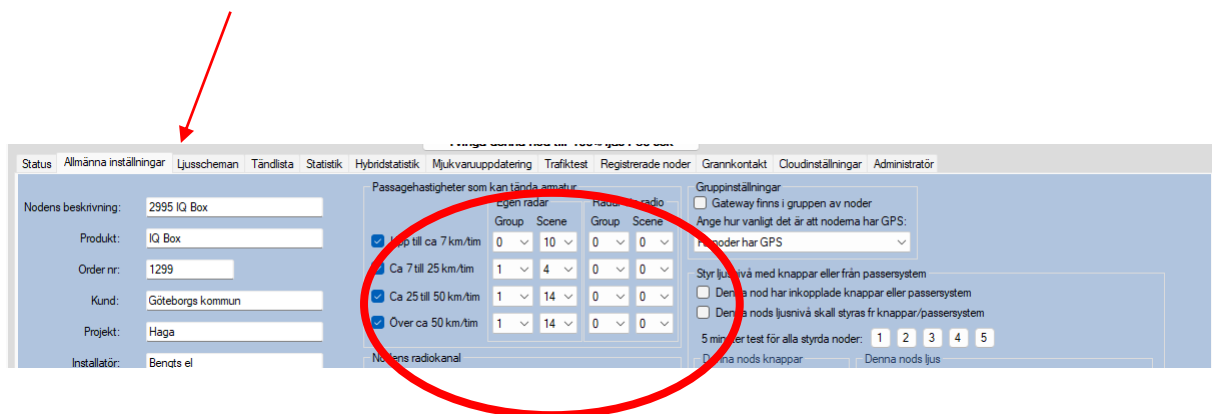 Status Allmänna inställningar Ljusscheman Tändlista Statistik Hybridstatistik Mjukvaruuppdatering Trafiktest Registrerade noder Grannkontakt Cloudinställningar Administratör
Nodens beskrivning: 2995 IQ Box
Produkt: IQ Box
Order nr: 1299
Kund: Göteborgs kommun
Projekt: Haga
Installatör: Bengts el
Passagehastigheter som kan tända armatur
Egen radar Radar radio
Group Scene Group Scene
till ca 7 km/tim 0 10 0 0
Ca 7 till 25 km/tim 1 4 0 0
Ca 25 till 50 km/tim 1 14 0 0
Över ca 50 km/tim 1 14 0 0
Nodens radiokanal
Gruppinställningar
Gateway finns i gruppen av noder
Ange hur vanligt det är att noderna har GPS:
noder har GPS
Styr ljusnivå med knappar eller från passersystem
Denna nod har inkopplade knappar eller passersystem
Denna nods ljusnivå skall styras fr knappar/passersystem
5 minuter test för alla styrda noder: 1 2 3 4 5
Denna nods knappar Denna nods ljus